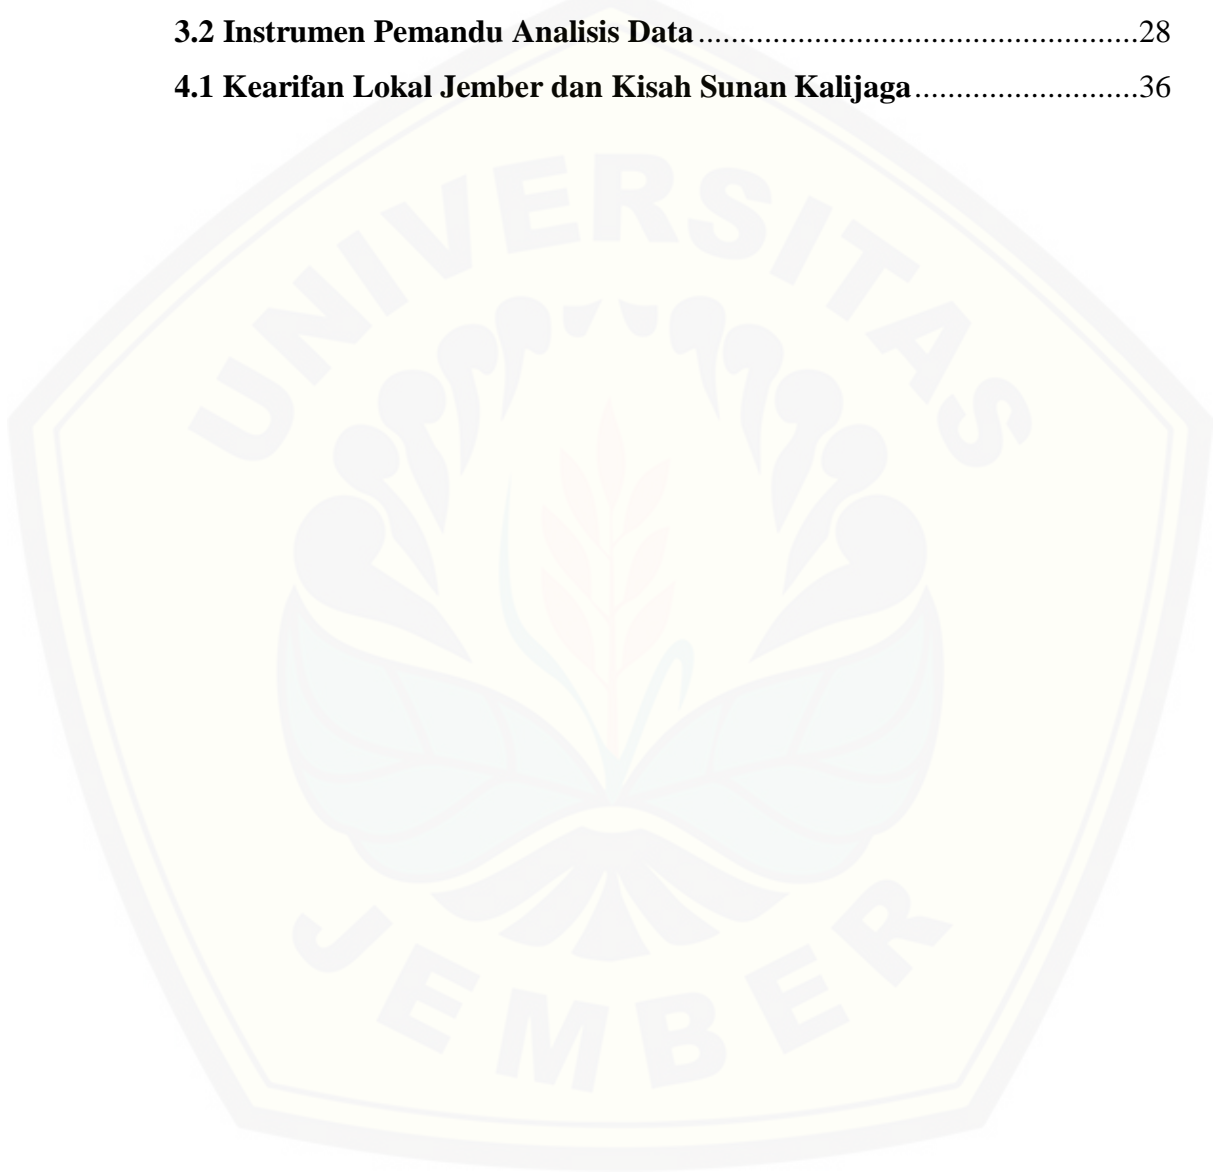 3.2 Instrumen Pemandu Analisis Data.....................................................28
4.1 Kearifan Lokal Jember dan Kisah Sunan Kalijaga...........................36
UNIVERSITAS
JEMBER